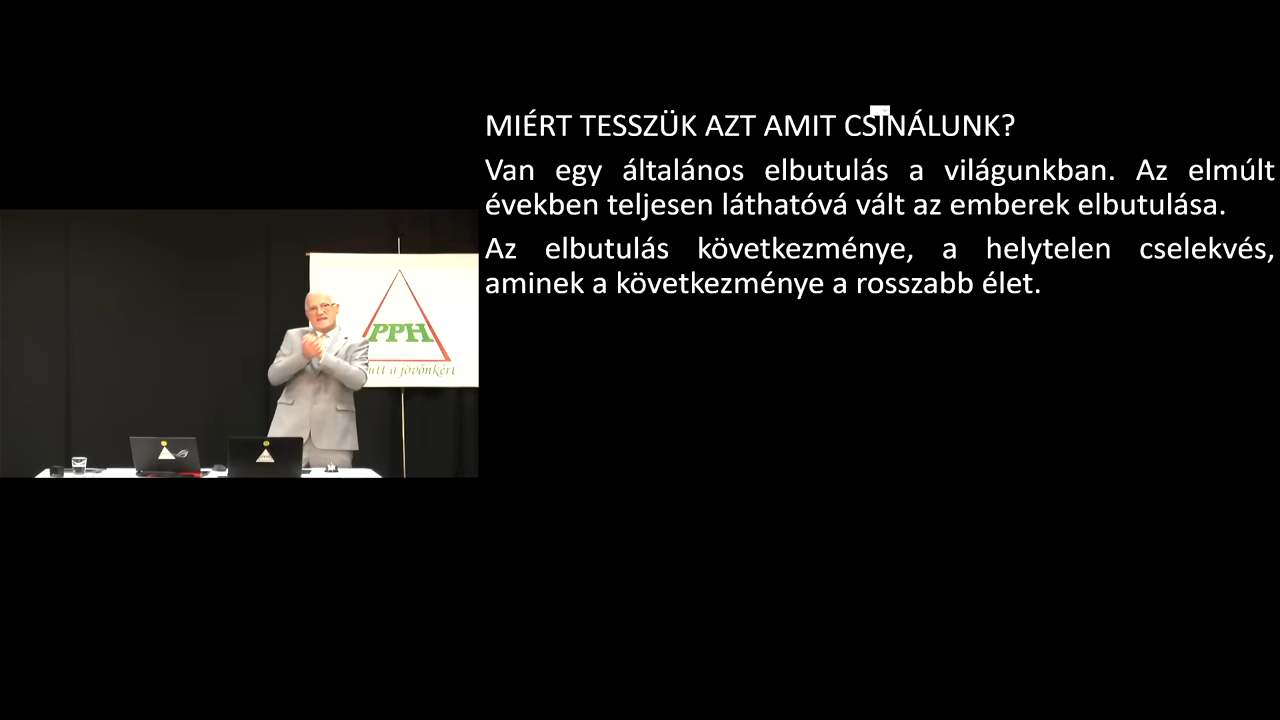 MIÉRT TESSZÜK AZT AMIT CSINÁLUNK?
Van egy általános elbutulás a világunkban. Az elmúlt
években teljesen láthatóvá vált az emberek elbutulása.
Az elbutulás következménye, a helytelen cselekvés,
aminek a következménye a rosszabb élet.
PPH
a jövőnkért